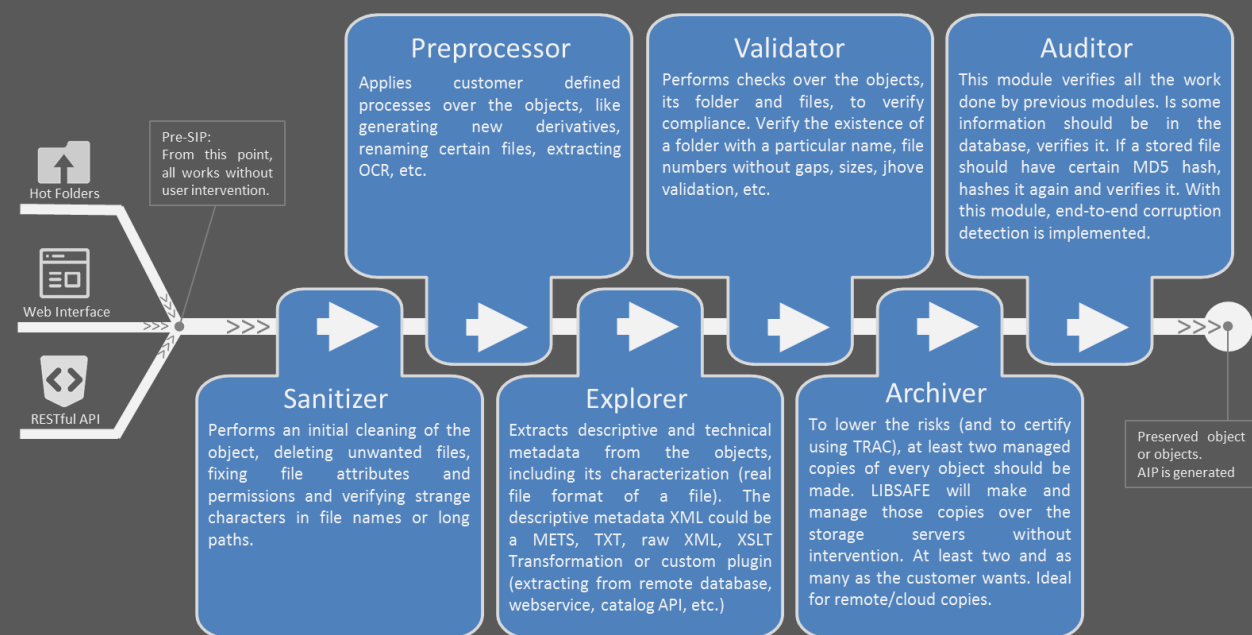 Hot Folders
Web Interface
RESTful API
Pre-SIP:
From this point,
all works without
user intervention.
Sanitizer
Performs an initial cleaning of the
object, deleting unwanted files,
fixing file attributes and
permissions and verifying strange
characters in file names or long
paths.
Preprocessor
Applies customer defined
processes over the objects, like
generating new derivatives,
renaming certain files, extracting
OCR, etc.
Explorer
Extracts descriptive and technical
metadata from the objects,
including its characterization (real
file format of a file). The
descriptive metadata XML could be
a METS, TXT, raw XML, XSLT
Transformation or custom plugin
(extracting from remote database,
webservice, catalog API, etc.)
Validator
Performs checks over the objects,
its folder and files, to verify
compliance. Verify the existence of
a folder with a particular name, file
numbers without gaps, sizes, jhove
validation, etc.
Archiver
To lower the risks (and to certify
using TRAC), at least two managed
copies of every object should be
made. LIBSAFE will make and
manage those copies over the
storage servers without
intervention. At least two and as
many as the customer wants. Ideal
for remote/cloud copies.
Auditor
This module verifies all the work
done by previous modules. Is some
information should be in the
database, verifies it. If a stored file
should have certain MD5 hash,
hashes it again and verifies it. With
this module, end-to-end corruption
detection is implemented.
Preserved object
or objects.
AIP is generated